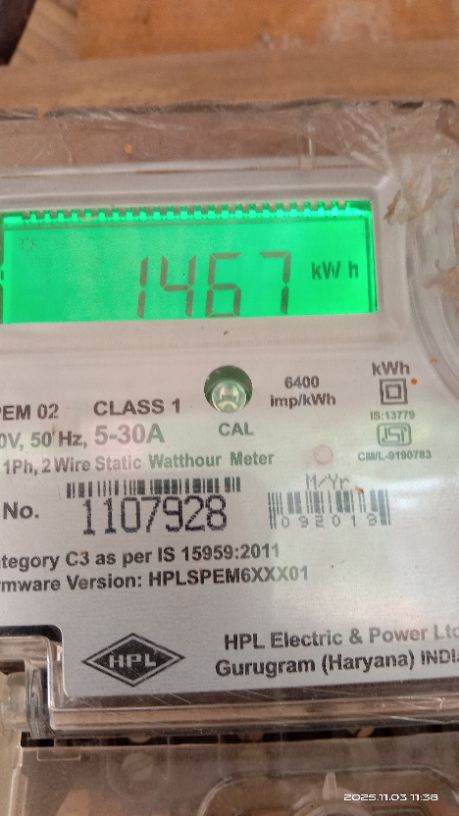 1467 kWh
6400
imp/kWh
kWh
IS:13779
CM/L-9190783
PEM 02 CLASS 1
0V, 50 Hz, 5-30A
CAL
1Ph, 2 Wire Static Watthour Meter
M/Yr.
No. 1107928
092019
ategory C3 as per IS 15959:2011
rmware Version: HPLSPEM6XXX01
HPL
HPL Electric & Power Ltd
Gurugram (Haryana) INDIA
2025.11.03 11:38